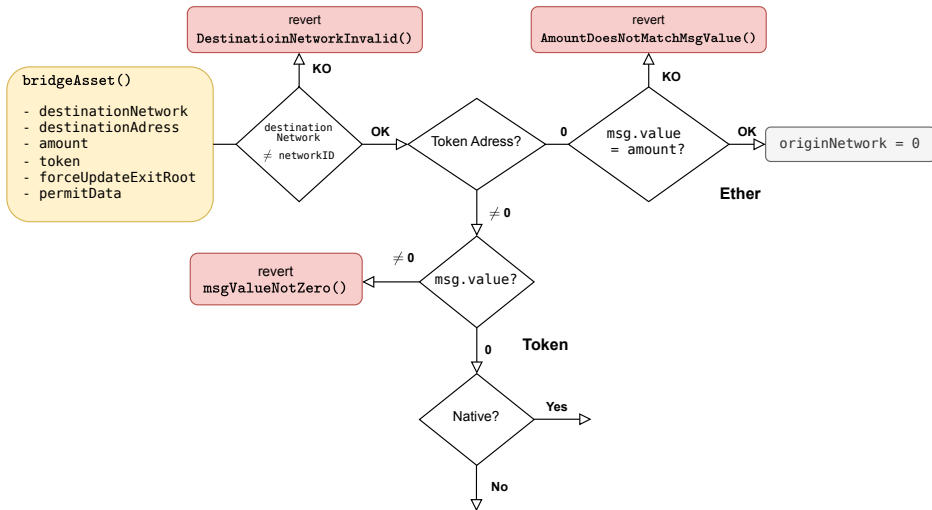 revert
DestinatioinNetworkInvalid()
revert
AmountDoesNotMatchMsgValue()
KO
KO
bridgeAsset()
- destinationNetwork
- destinationAdress
- amount
- token
- forceUpdateExitRoot
- permitData
destination
Network
≠ networkID
OK
Token Adress?
0
msg.value
= amount?
OK
originNetwork = 0
Ether
≠ 0
≠ 0
revert
msgValueNotZero()
msg.value?
0
Token
Native?
Yes
No